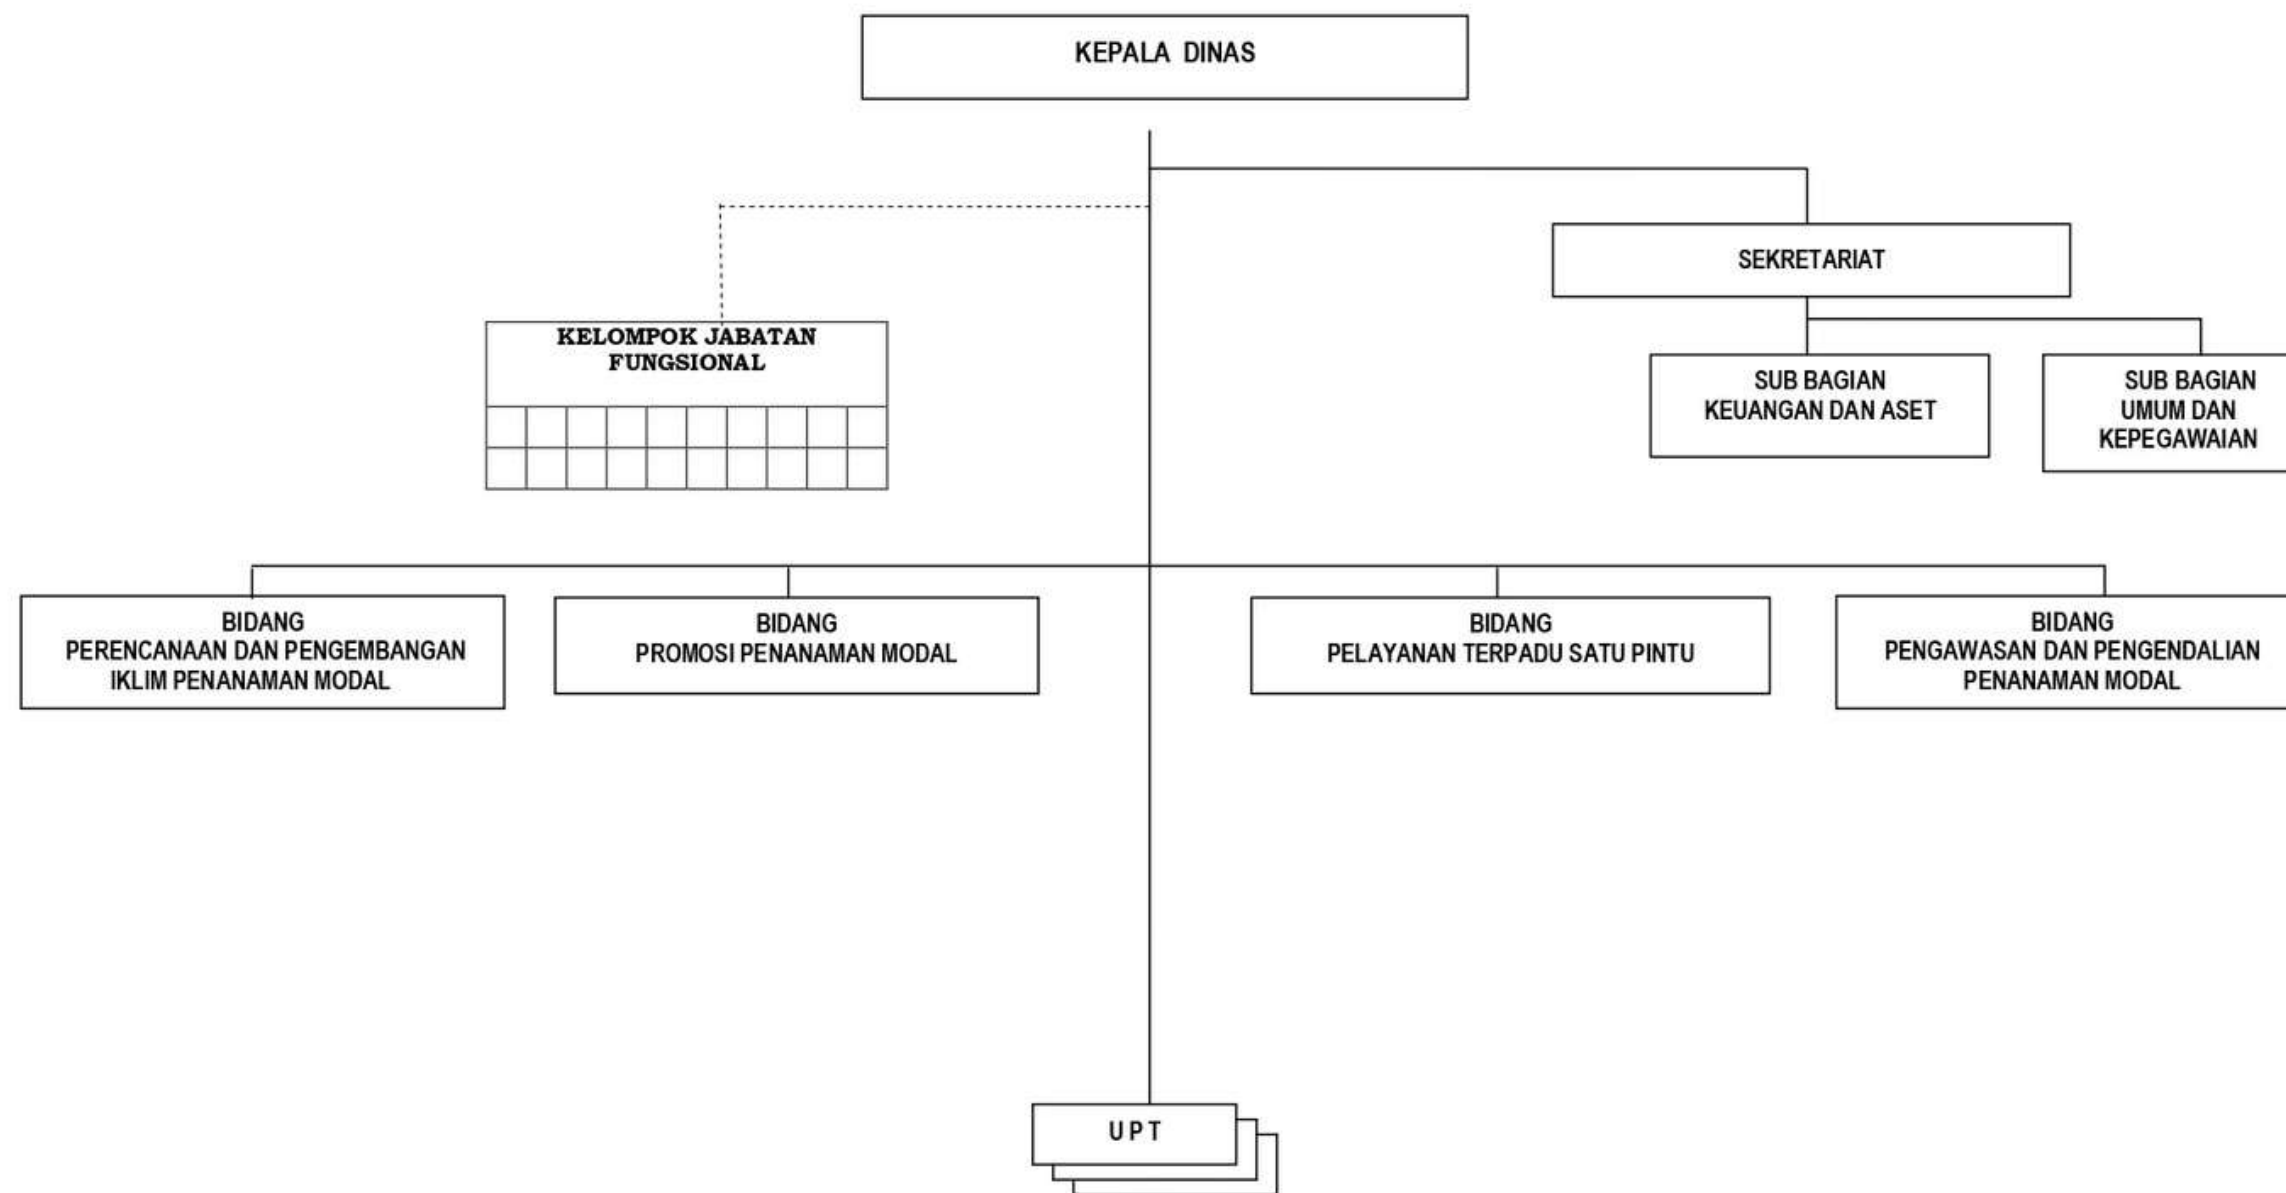 KEPALA DINAS
SEKRETARIAT
KELOMPOK JABATAN
FUNGSIONAL
SUB BAGIAN
KEUANGAN DAN ASET
SUB BAGIAN
UMUM DAN
KEPEGAWAIAN
BIDANG
PERENCANAAN DAN PENGEMBANGAN
IKLIM PENANAMAN MODAL
BIDANG
PROMOSI PENANAMAN MODAL
BIDANG
PELAYANAN TERPADU SATU PINTU
BIDANG
PENGAWASAN DAN PENGENDALIAN
PENANAMAN MODAL
U P T